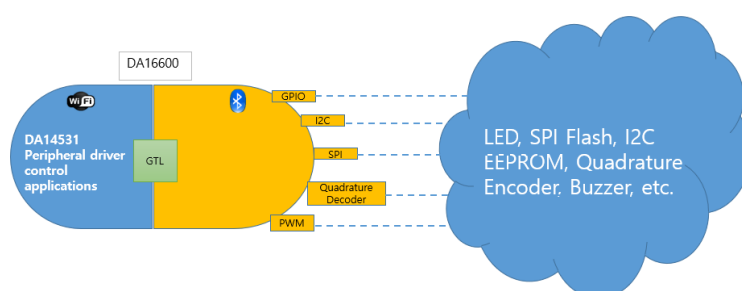 DA16600
WiFi
GPIO
I2C
DA14531
Peripheral driver
control
applications
GTL
SPI
Quadrature
Decoder
PWM
LED, SPI Flash, I2C
EEPROM, Quadrature
Encoder, Buzzer, etc.